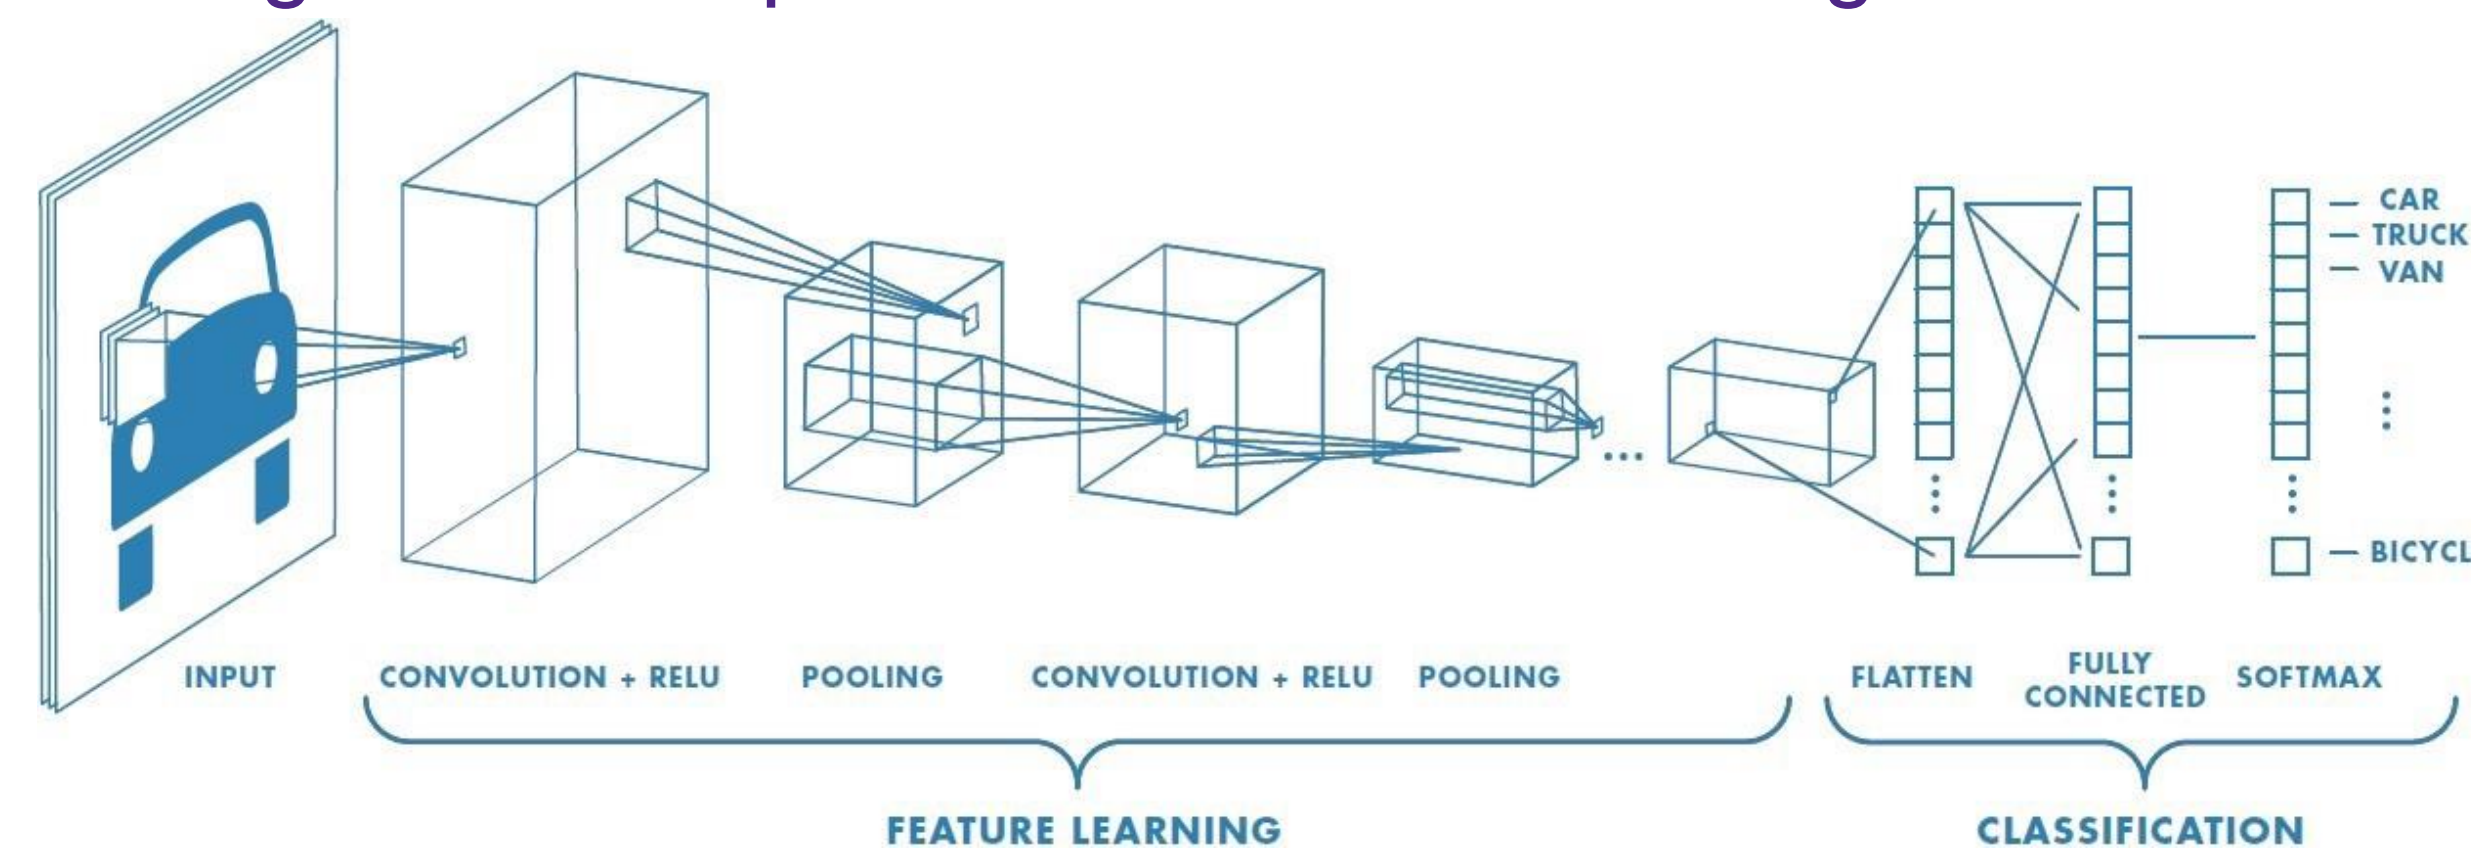 CAR
TRUCK
VAN
BICYCL
INPUT
CONVOLUTION + RELU
POOLING
CONVOLUTION + RELU
POOLING
FLATTEN
FULLY
CONNECTED
SOFTMAX
FEATURE LEARNING
CLASSIFICATION